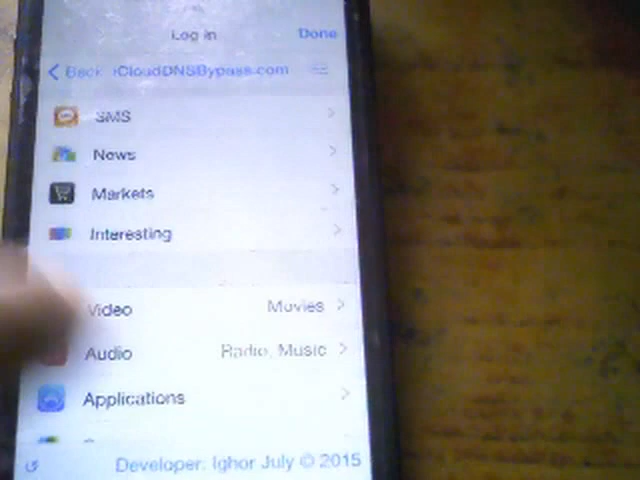 Log in Done
Back iCloudDNSBypass.com
SMS
News
Markets
Interesting
Video Movies
Audio Radio, Music
Applications
Developer: Ighor July © 2015